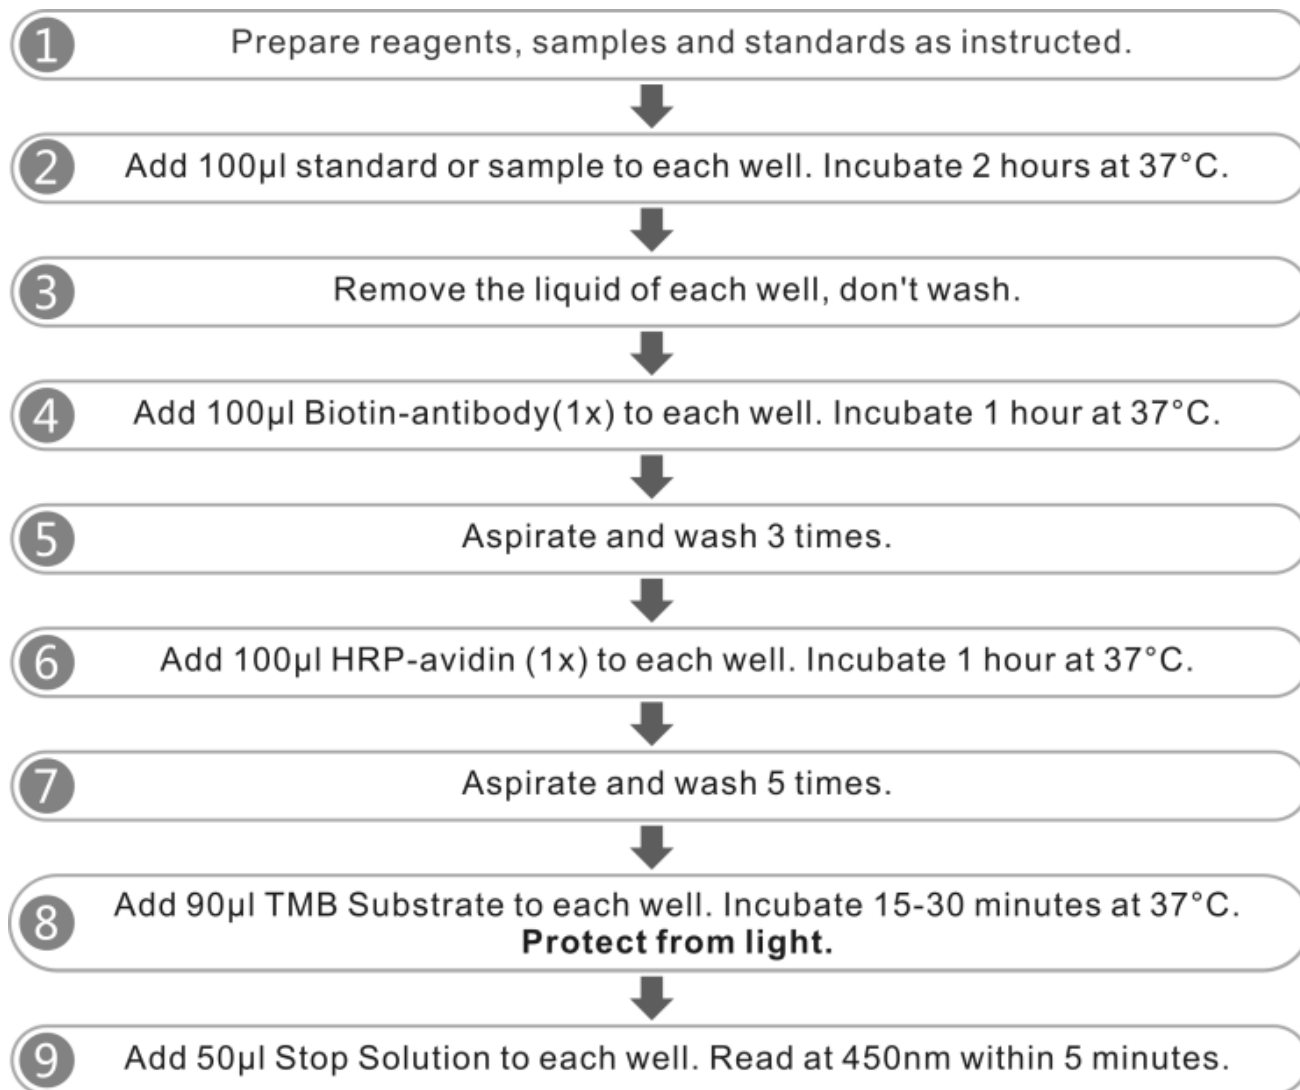 1 Prepare reagents, samples and standards as instructed.
2 Add 100µl standard or sample to each well. Incubate 2 hours at 37°C.
3 Remove the liquid of each well, don't wash.
4 Add 100µl Biotin-antibody(1x) to each well. Incubate 1 hour at 37°C.
5 Aspirate and wash 3 times.
6 Add 100µl HRP-avidin (1x) to each well. Incubate 1 hour at 37°C.
7 Aspirate and wash 5 times.
8 Add 90µl TMB Substrate to each well. Incubate 15-30 minutes at 37°C.
Protect from light.
9 Add 50µl Stop Solution to each well. Read at 450nm within 5 minutes.